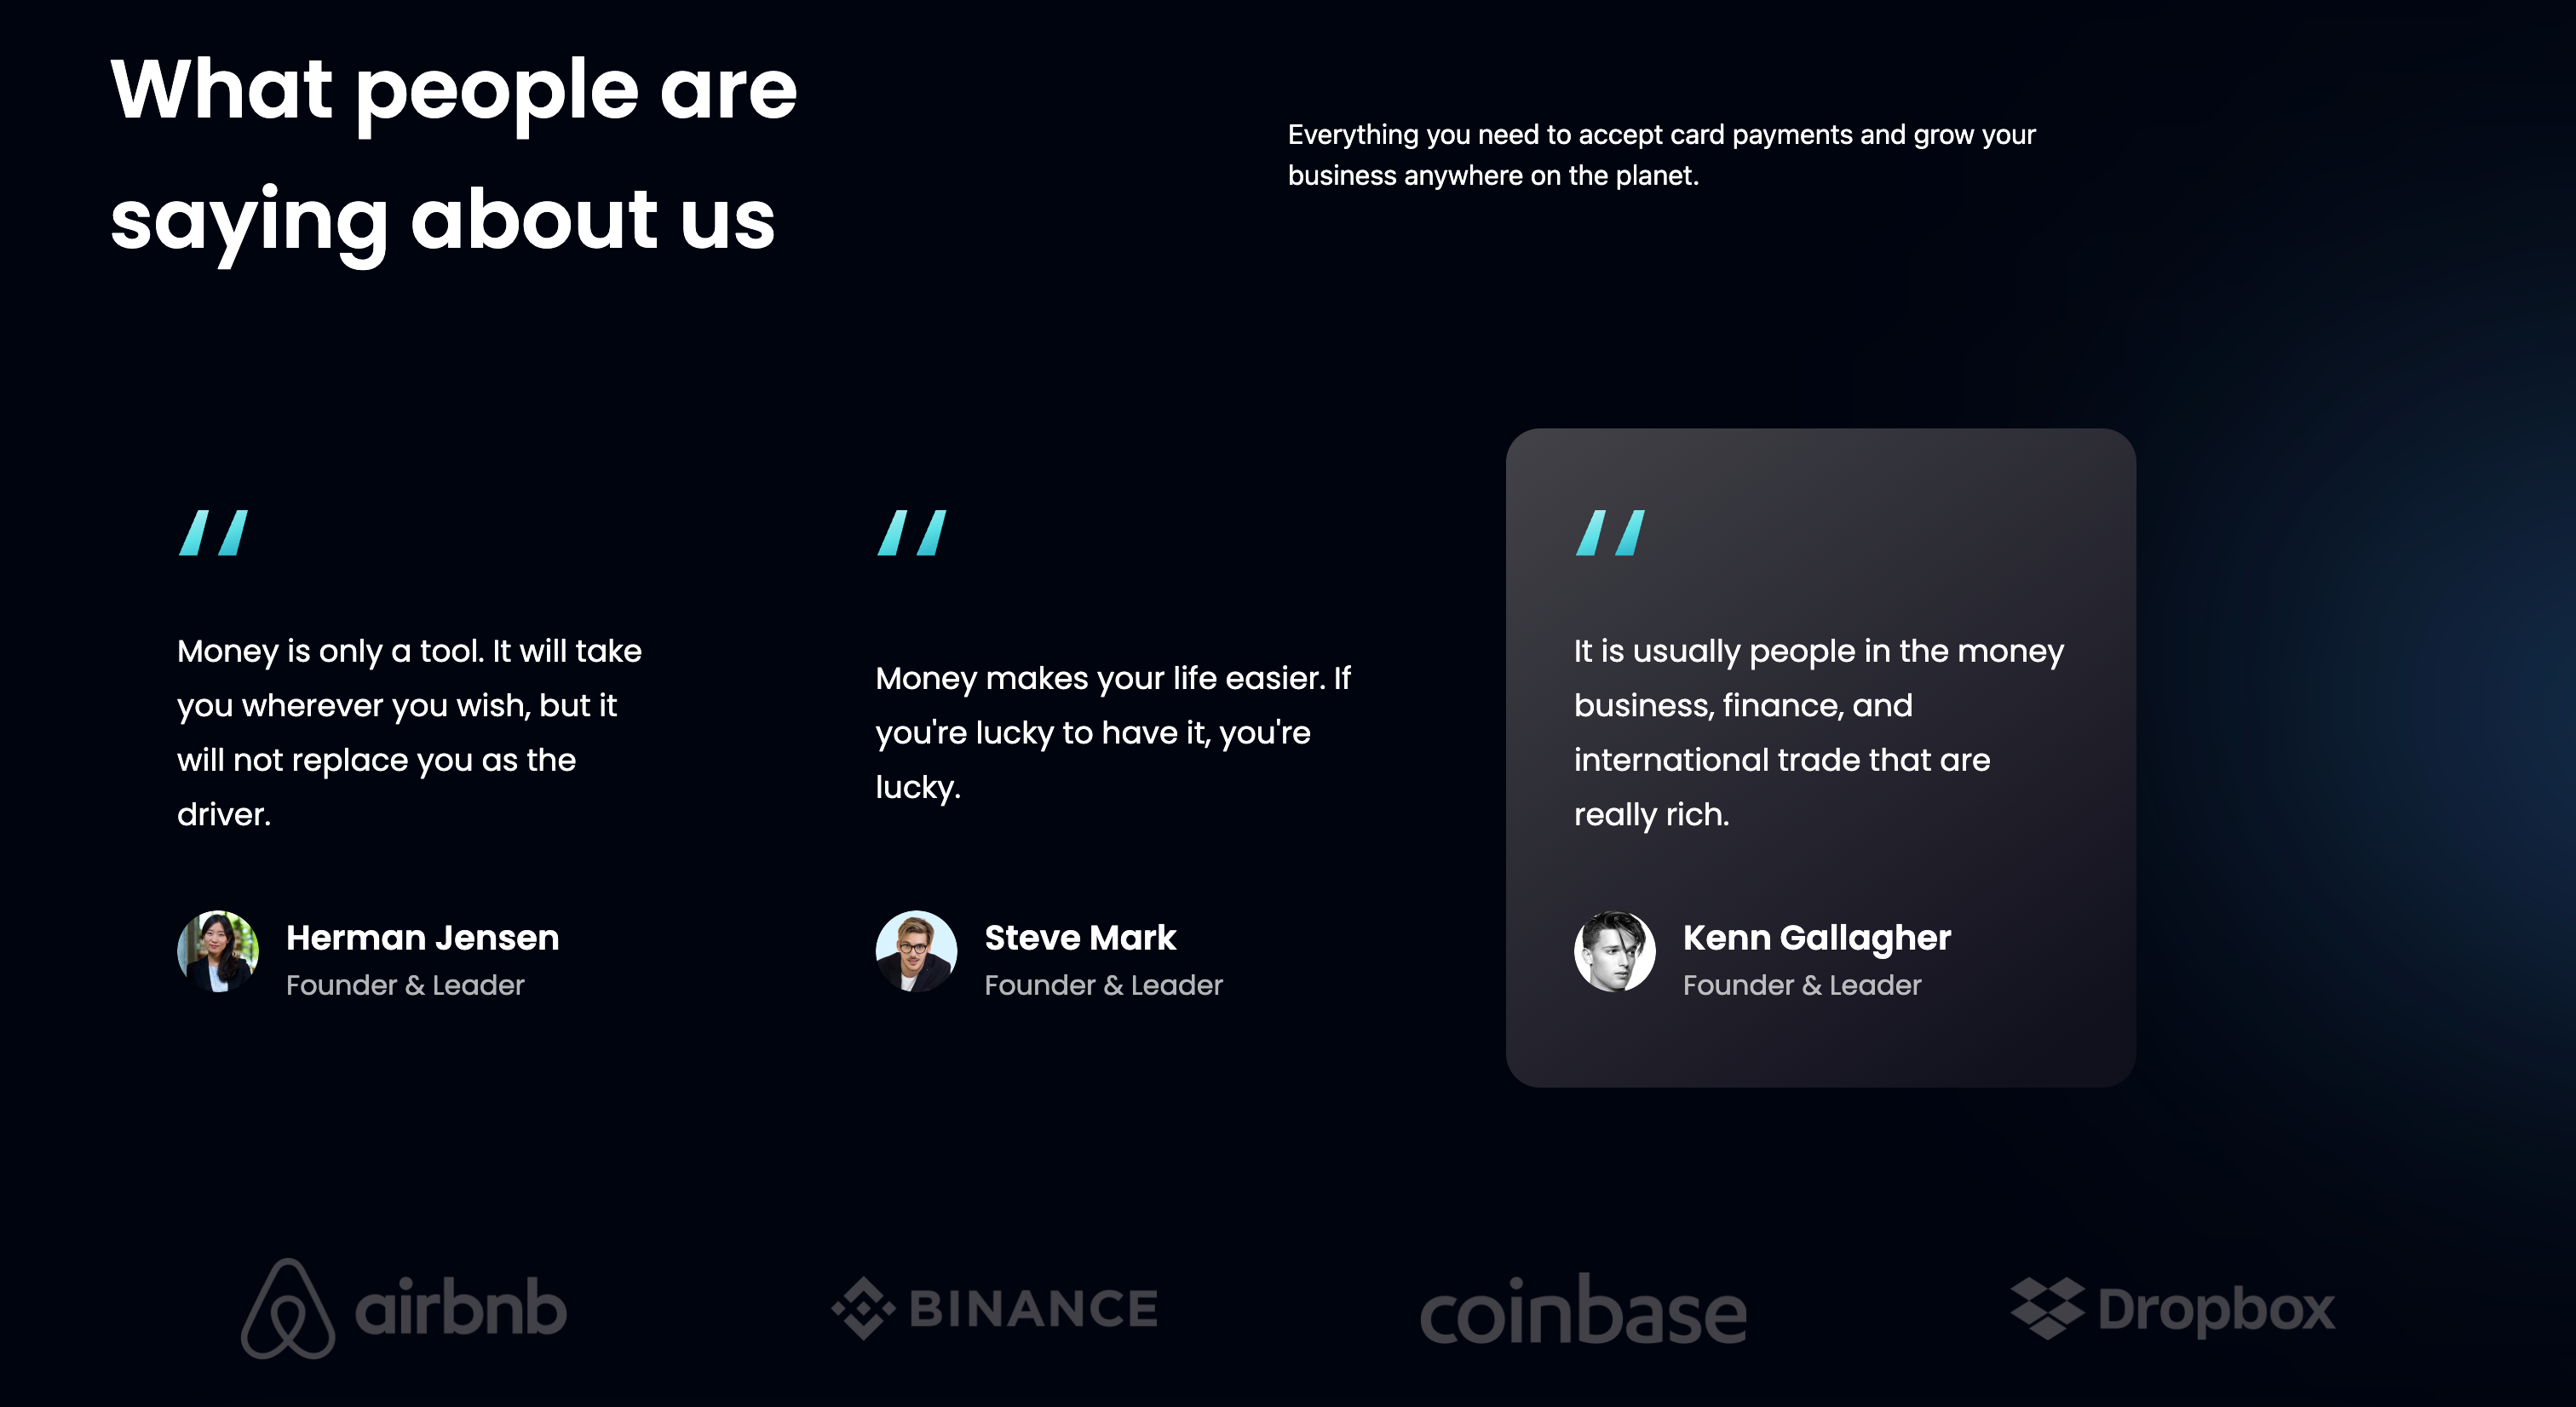 What people are
saying about us
Everything you need to accept card payments and grow your
business anywhere on the planet.
Money is only a tool. It will take
you wherever you wish, but it
will not replace you as the
driver.
Herman Jensen
Founder & Leader
Money makes your life easier. If
you're lucky to have it, you're
lucky.
Steve Mark
Founder & Leader
It is usually people in the money
business, finance, and
international trade that are
really rich.
Kenn Gallagher
Founder & Leader
airbnb
BINANCE
coinbase
Dropbox